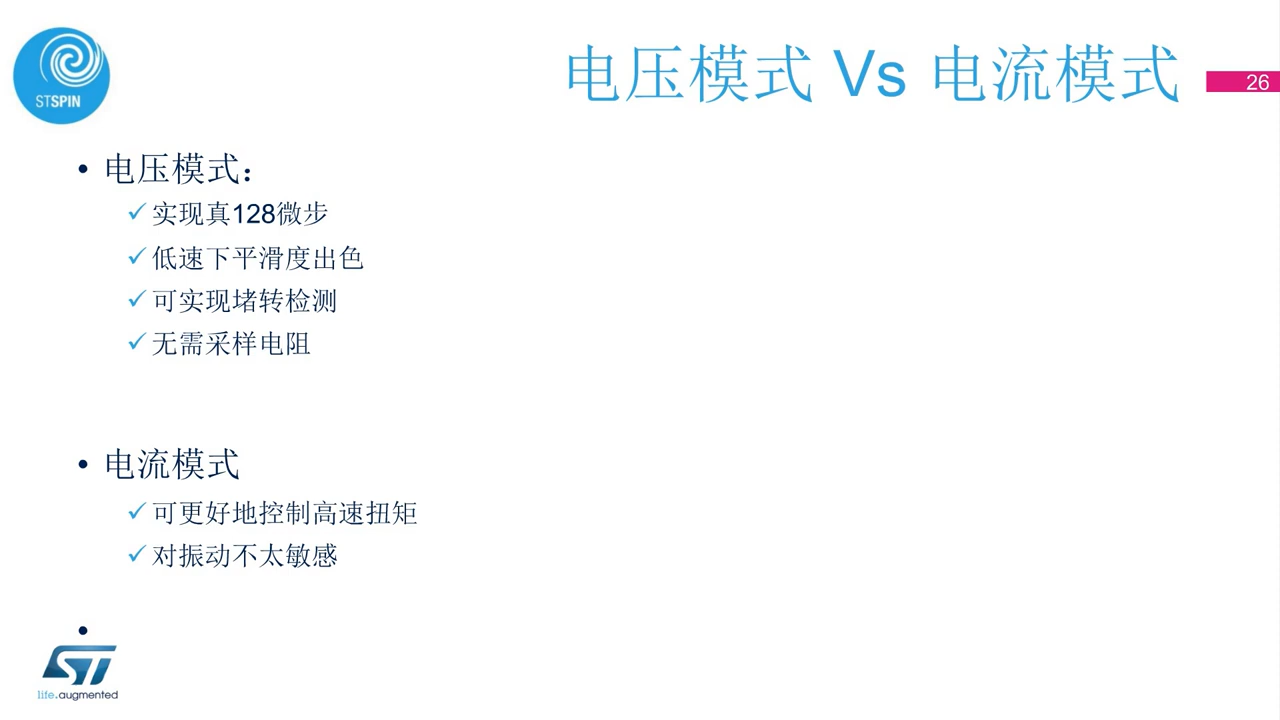 STSPIN
电压模式 Vs 电流模式
26
• 电压模式：
✓ 实现真128微步
✓ 低速下平滑度出色
✓ 可实现堵转检测
✓ 无需采样电阻
• 电流模式
✓ 可更好地控制高速扭矩
✓ 对振动不太敏感
•
ST
life.augmented